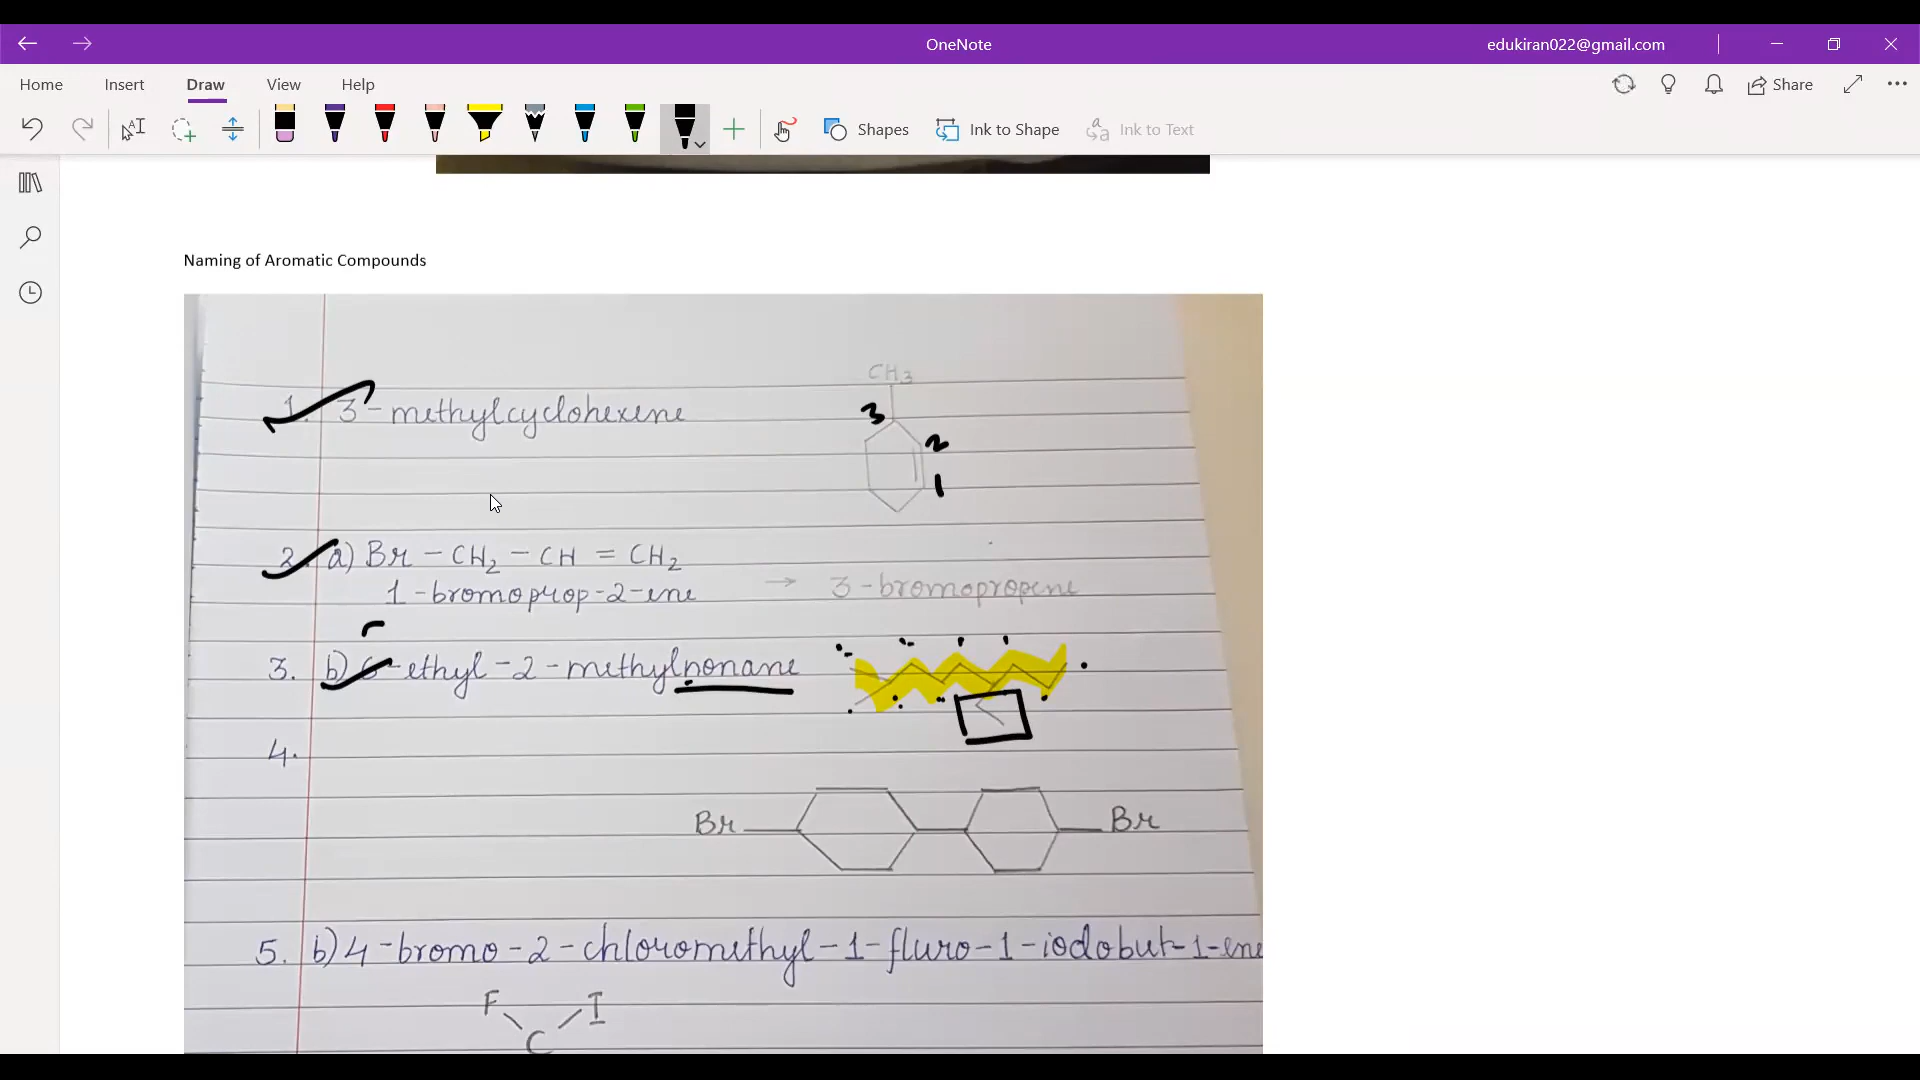 OneNote
edukiran022@gmail.com
Home Insert Draw View Help
Share
Shapes Ink to Shape Ink to Text
Naming of Aromatic Compounds
CH3
1. 3-methylcyclohexene
3
2
1
2. a) Br - CH2 - CH = CH2
1-bromoprop-2-ene → 3-bromopropene
3. b) 6-ethyl-2-methylnonane
4.
Br Br
5. b) 4-bromo-2-chloromethyl-1-fluro-1-iodobut-1-ene
F I
C